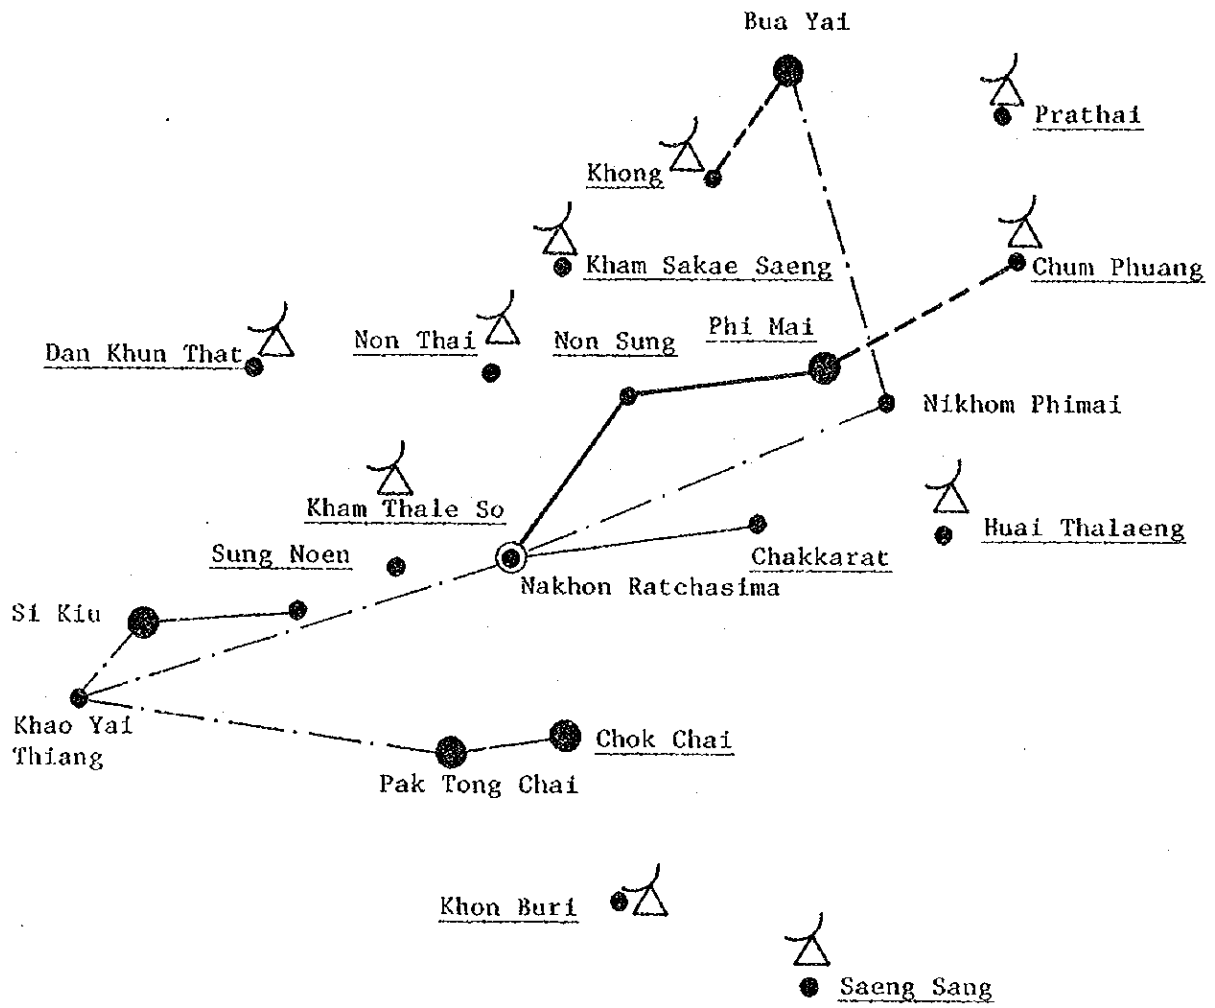 Bua Yai
Prathai
Khong
Kham Sakae Saeng
Chum Phuang
Phi Mai
Dan Khun That
Non Thai
Non Sung
Nikhom Phimai
Kham Thale So
Huai Thalaeng
Sung Noen
Chakkarat
Nakhon Ratchasima
Si Kiu
Khao Yai
Thiang
Chok Chai
Pak Tong Chai
Khon Buri
Saeng Sang